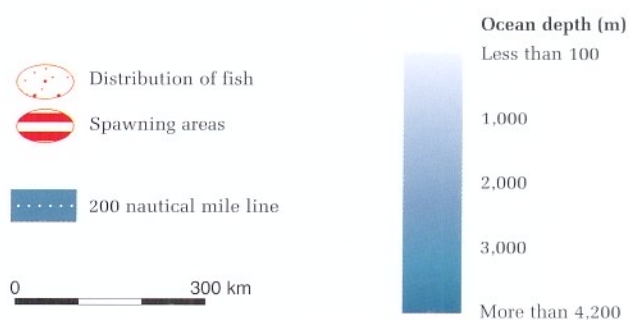 Distribution of fish
Spawning areas
200 nautical mile line
0 300 km
Ocean depth (m)
Less than 100
1,000
2,000
3,000
More than 4,200